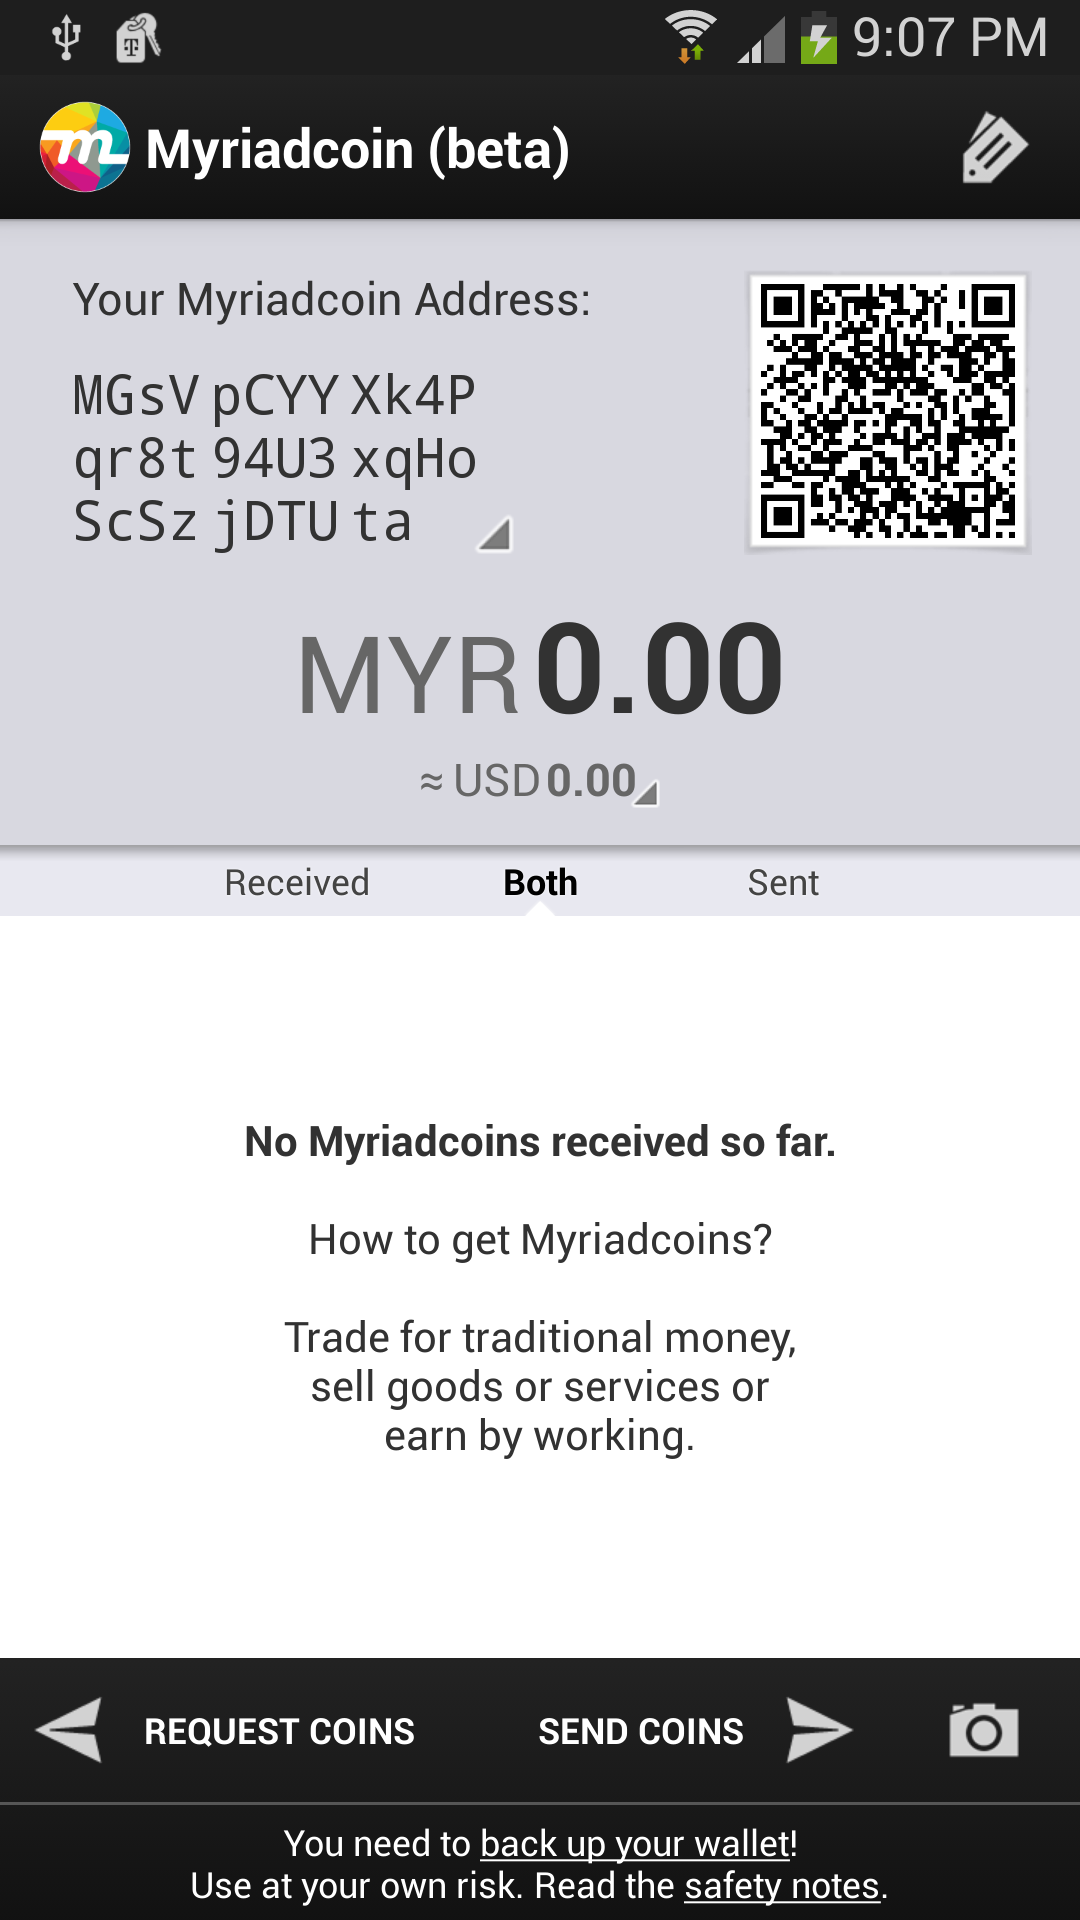 9:07 PM
Myriadcoin (beta)
Your Myriadcoin Address:
MGsV pCYY Xk4P
qr8t 94U3 xqHo
ScSz jDTU ta
MYR 0.00
≈ USD 0.00
Received Both Sent
No Myriadcoins received so far.
How to get Myriadcoins?
Trade for traditional money,
sell goods or services or
earn by working.
REQUEST COINS SEND COINS
You need to back up your wallet!
Use at your own risk. Read the safety notes.